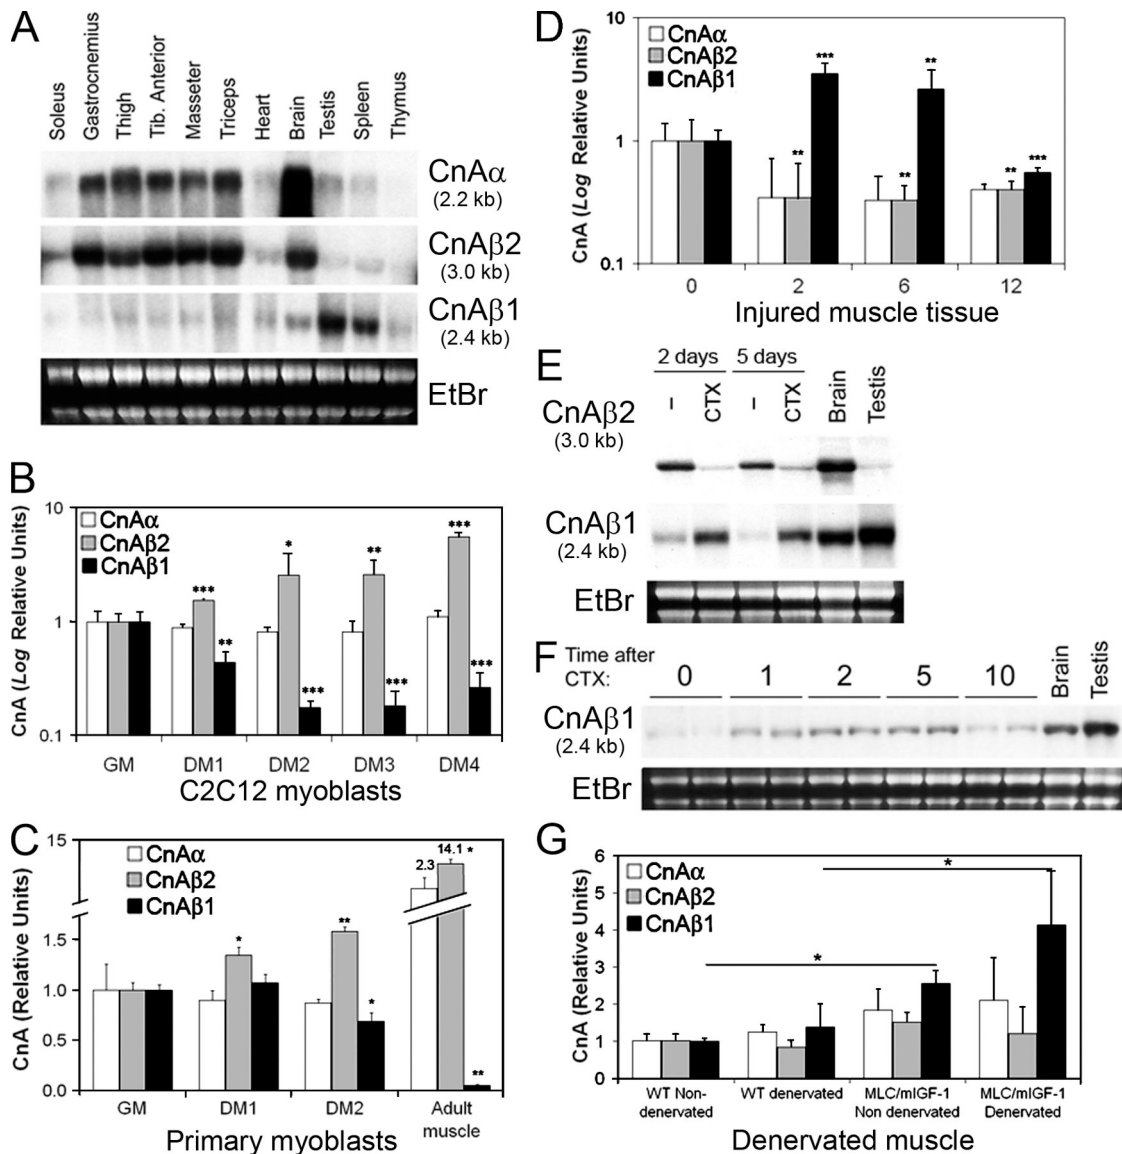 A
Soleus
Gastrocnemius
Thigh
Tib. Anterior
Masseter
Triceps
Heart
Brain
Testis
Spleen
Thymus
CnAα
(2.2 kb)
CnAβ2
(3.0 kb)
CnAβ1
(2.4 kb)
EtBr
B
CnA (Log Relative Units)
10
1
0.1
CnAα
CnAβ2
CnAβ1
***
**
*
***
**
***
***
***
GM DM1 DM2 DM3 DM4
C2C12 myoblasts
C
CnA (Relative Units)
15
1.5
1.0
0.5
0.0
CnAα
CnAβ2
CnAβ1
*
**
*
2.3
14.1 *
**
GM DM1 DM2 Adult
muscle
Primary myoblasts
D
CnA (Log Relative Units)
10
1
0.1
CnAα
CnAβ2
CnAβ1
**
***
**
**
**
***
0 2 6 12
Injured muscle tissue
E
2 days 5 days
– CTX – CTX Brain Testis
CnAβ2
(3.0 kb)
CnAβ1
(2.4 kb)
EtBr
F
Time after
CTX: 0 1 2 5 10 Brain Testis
CnAβ1
(2.4 kb)
EtBr
G
CnA (Relative Units)
6
5
4
3
2
1
0
CnAα
CnAβ2
CnAβ1
*
*
WT Non-
denervated
WT denervated
MLC/mIGF-1
Non denervated
MLC/mIGF-1
Denervated
Denervated muscle